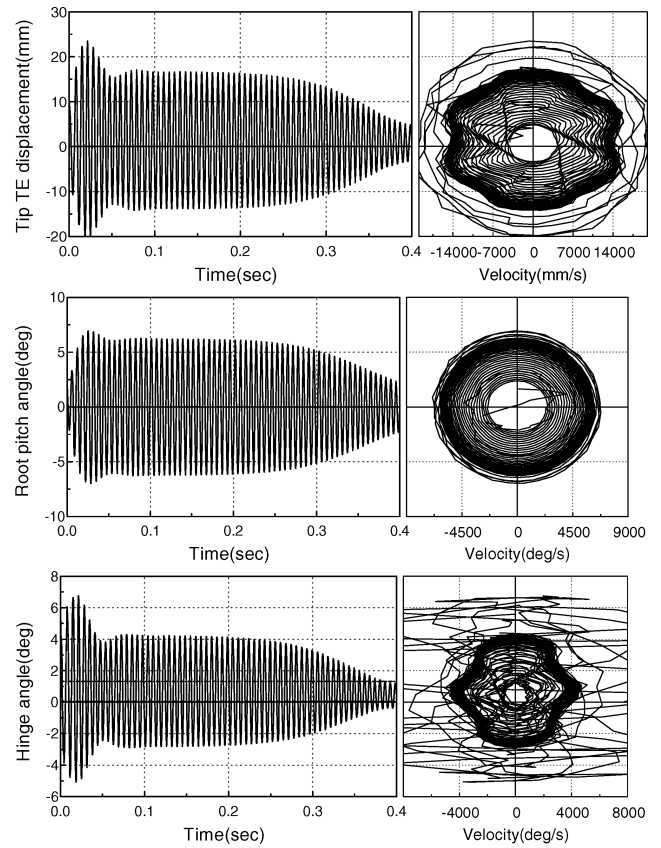 Tip TE displacement(mm)
30
20
10
0
-10
-20
0.0 0.1 0.2 0.3 0.4
Time(sec)
-14000 -7000 0 7000 14000
Velocity(mm/s)
Root pitch angle(deg)
10
5
0
-5
-10
0.0 0.1 0.2 0.3 0.4
Time(sec)
-4500 0 4500 9000
Velocity(deg/s)
Hinge angle(deg)
8
6
4
2
0
-2
-4
-6
0.0 0.1 0.2 0.3 0.4
Time(sec)
-4000 0 4000 8000
Velocity(deg/s)